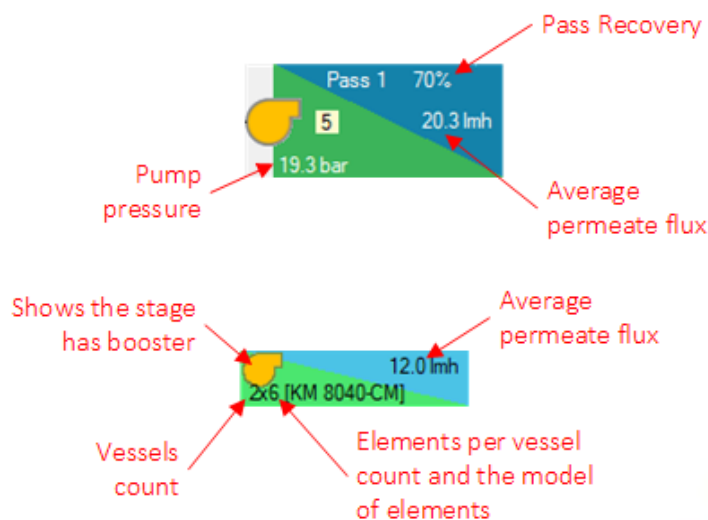 Pass Recovery
Pass 1 70%
5
20.3 lmh
19.3 bar
Pump
pressure
Average
permeate flux
Shows the stage
has booster
Average
permeate flux
12.0 lmh
2x6 [KM 8040-CM]
Vessels
count
Elements per vessel
count and the model
of elements